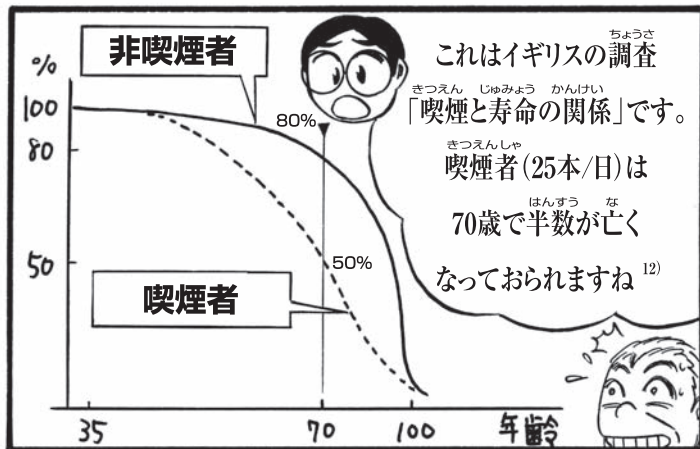 これはイギリスの調査
ちょうさ
「喫煙と寿命の関係」です。
きつえん じゅみょう かんけい
喫煙者(25本/日)は
きつえんしゃ
70歳で半数が亡く
はんすう な
なっておられますね 12)
%
非喫煙者
100
80%
80
50
50%
喫煙者
35
70
100
年齢